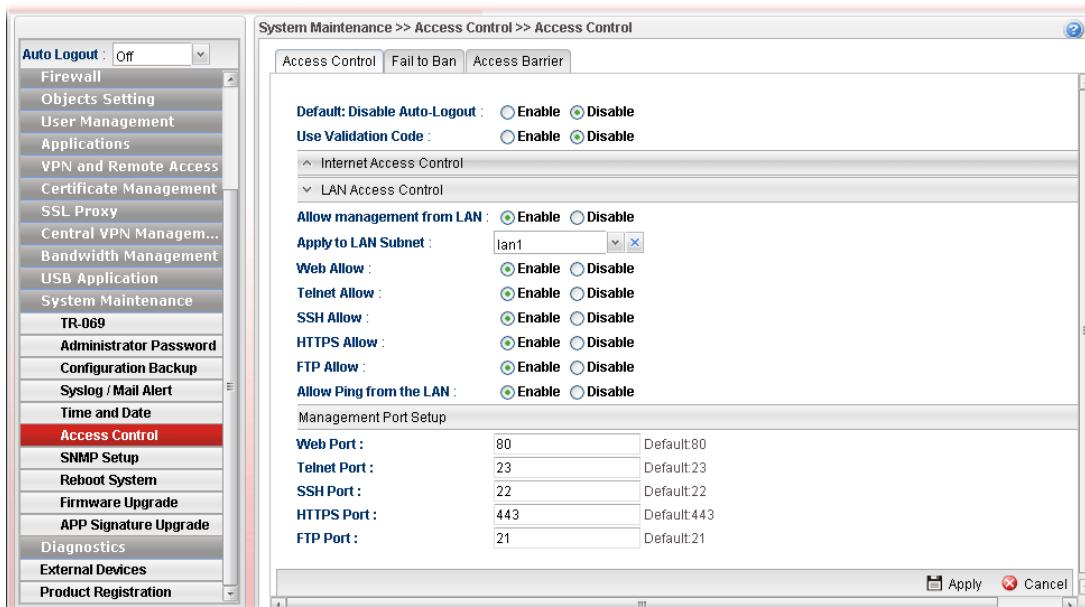 System Maintenance >> Access Control >> Access Control
Auto Logout : Off
Firewall
Objects Setting
User Management
Applications
VPN and Remote Access
Certificate Management
SSL Proxy
Central VPN Managem...
Bandwidth Management
USB Application
System Maintenance
TR-069
Administrator Password
Configuration Backup
Syslog / Mail Alert
Time and Date
Access Control
SNMP Setup
Reboot System
Firmware Upgrade
APP Signature Upgrade
Diagnostics
External Devices
Product Registration
Access Control Fail to Ban Access Barrier
Default: Disable Auto-Logout : Enable Disable
Use Validation Code : Enable Disable
Internet Access Control
LAN Access Control
Allow management from LAN : Enable Disable
Apply to LAN Subnet : lan1
Web Allow : Enable Disable
Telnet Allow : Enable Disable
SSH Allow : Enable Disable
HTTPS Allow : Enable Disable
FTP Allow : Enable Disable
Allow Ping from the LAN : Enable Disable
Management Port Setup
Web Port : 80 Default:80
Telnet Port : 23 Default:23
SSH Port : 22 Default:22
HTTPS Port : 443 Default:443
FTP Port : 21 Default:21
Apply Cancel